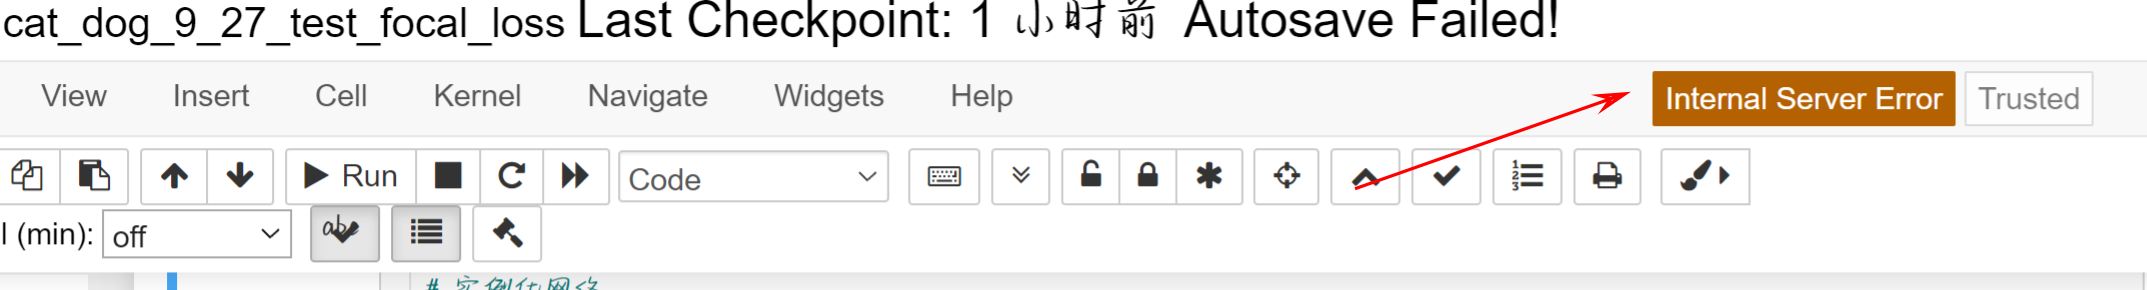 cat_dog_9_27_test_focal_loss Last Checkpoint: 1 小时前 Autosave Failed!
View Insert Cell Kernel Navigate Widgets Help Internal Server Error Trusted
Run Code
l (min): off abc
# 实例化网络